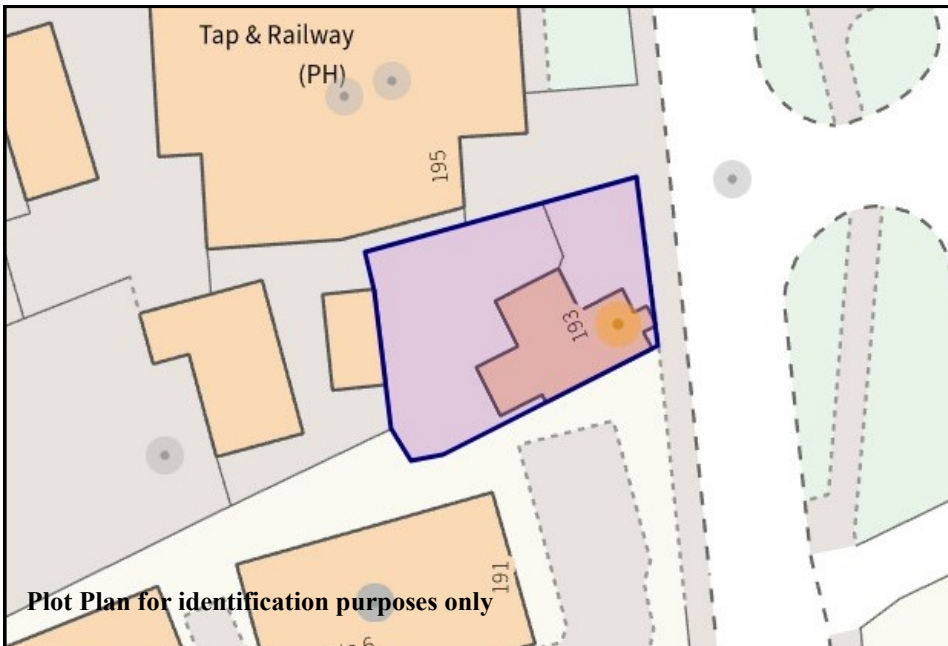 Tap & Railway
(PH)
195
193
191
Plot Plan for identification purposes only